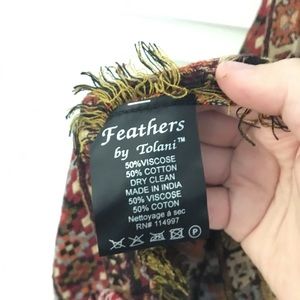 Feathers
by Tolani™
50%VISCOSE
50% COTTON
DRY CLEAN
MADE IN INDIA
50% VISCOSE
50% COTON
Nettoyage à sec
RN# 114997
P